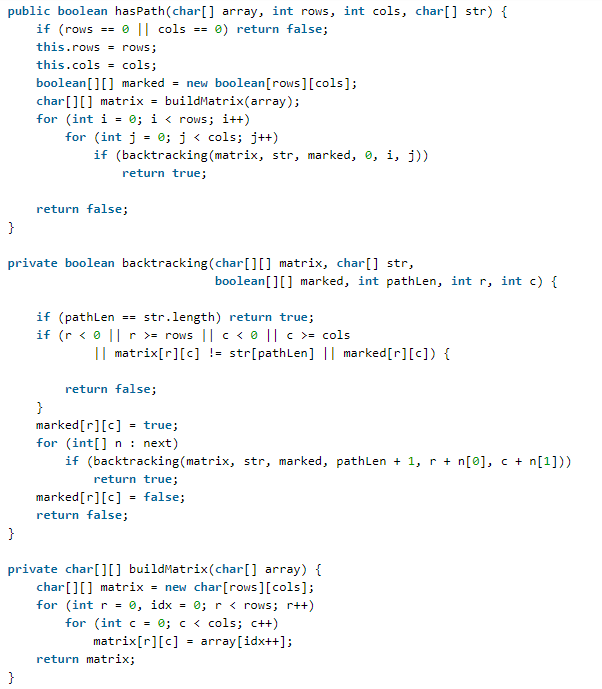 public boolean hasPath(char[] array, int rows, int cols, char[] str) {
    if (rows == 0 || cols == 0) return false;
    this.rows = rows;
    this.cols = cols;
    boolean[][] marked = new boolean[rows][cols];
    char[][] matrix = buildMatrix(array);
    for (int i = 0; i < rows; i++)
        for (int j = 0; j < cols; j++)
            if (backtracking(matrix, str, marked, 0, i, j))
                return true;

    return false;
}

private boolean backtracking(char[][] matrix, char[] str,
                             boolean[][] marked, int pathLen, int r, int c) {

    if (pathLen == str.length) return true;
    if (r < 0 || r >= rows || c < 0 || c >= cols
            || matrix[r][c] != str[pathLen] || marked[r][c]) {

        return false;
    }
    marked[r][c] = true;
    for (int[] n : next)
        if (backtracking(matrix, str, marked, pathLen + 1, r + n[0], c + n[1]))
            return true;
    marked[r][c] = false;
    return false;
}

private char[][] buildMatrix(char[] array) {
    char[][] matrix = new char[rows][cols];
    for (int r = 0, idx = 0; r < rows; r++)
        for (int c = 0; c < cols; c++)
            matrix[r][c] = array[idx++];
    return matrix;
}